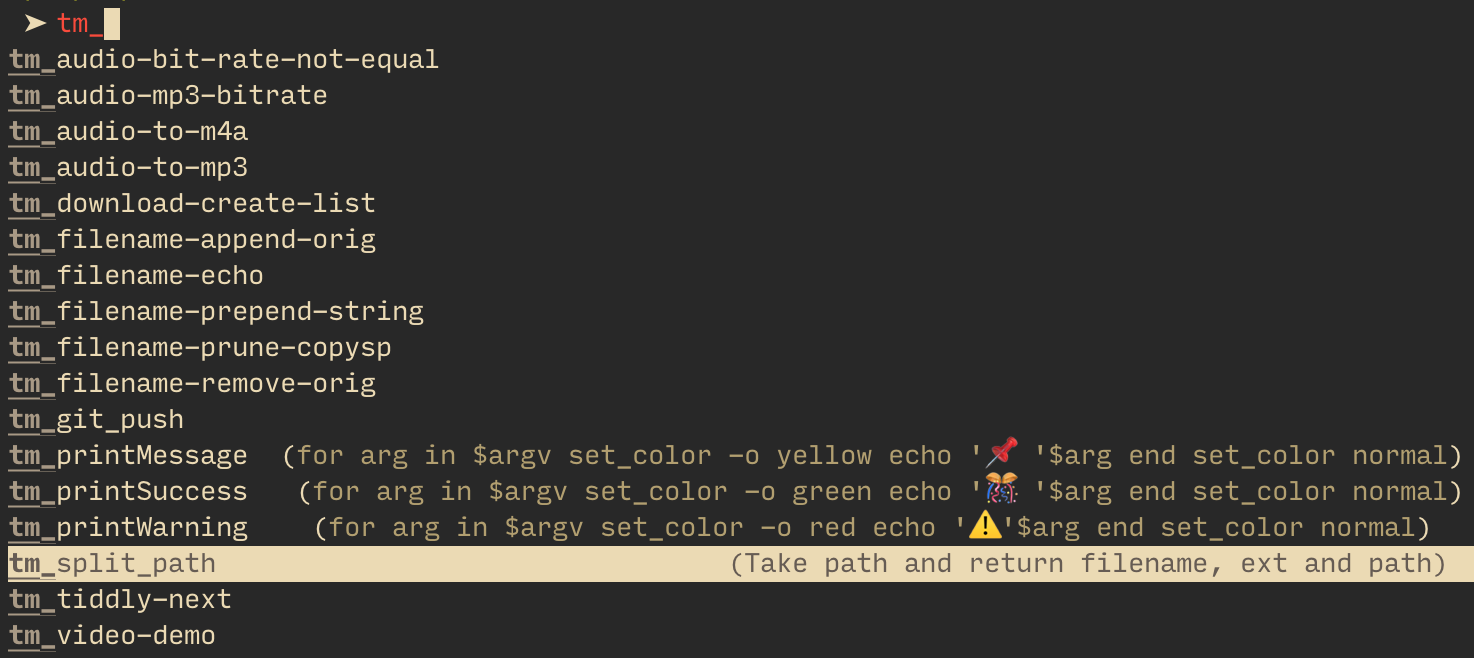 ➤ tm_
tm_audio-bit-rate-not-equal
tm_audio-mp3-bitrate
tm_audio-to-m4a
tm_audio-to-mp3
tm_download-create-list
tm_filename-append-orig
tm_filename-echo
tm_filename-prepend-string
tm_filename-prune-copysp
tm_filename-remove-orig
tm_git_push
tm_printMessage (for arg in $argv set_color -o yellow echo '📌 '$arg end set_color normal)
tm_printSuccess (for arg in $argv set_color -o green echo '🎊 '$arg end set_color normal)
tm_printWarning (for arg in $argv set_color -o red echo '⚠️'$arg end set_color normal)
tm_split_path (Take path and return filename, ext and path)
tm_tiddly-next
tm_video-demo